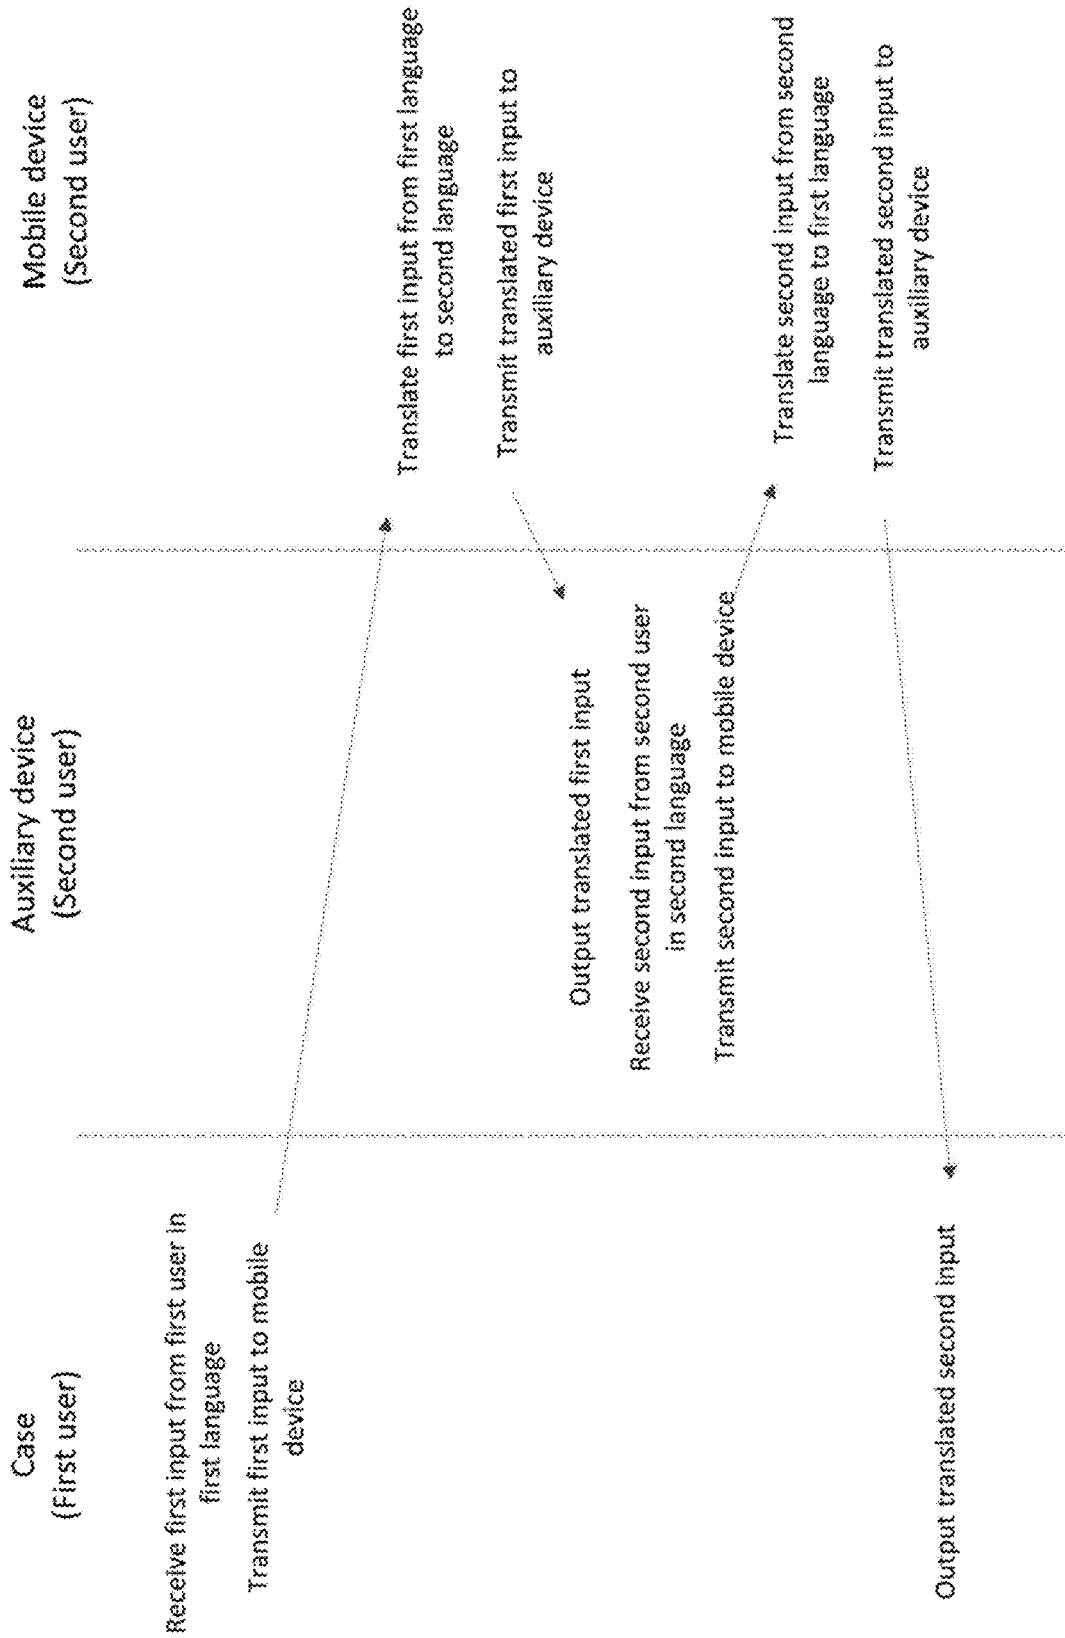 Case
(First user)
Auxiliary device
(Second user)
Mobile device
(Second user)
Receive first input from first user in
first language
Transmit first input to mobile
device
Translate first input from first language
to second language
Transmit translated first input to
auxiliary device
Output translated first input
Receive second input from second user
in second language
Transmit second input to mobile device
Translate second input from second
language to first language
Transmit translated second input to
auxiliary device
Output translated second input